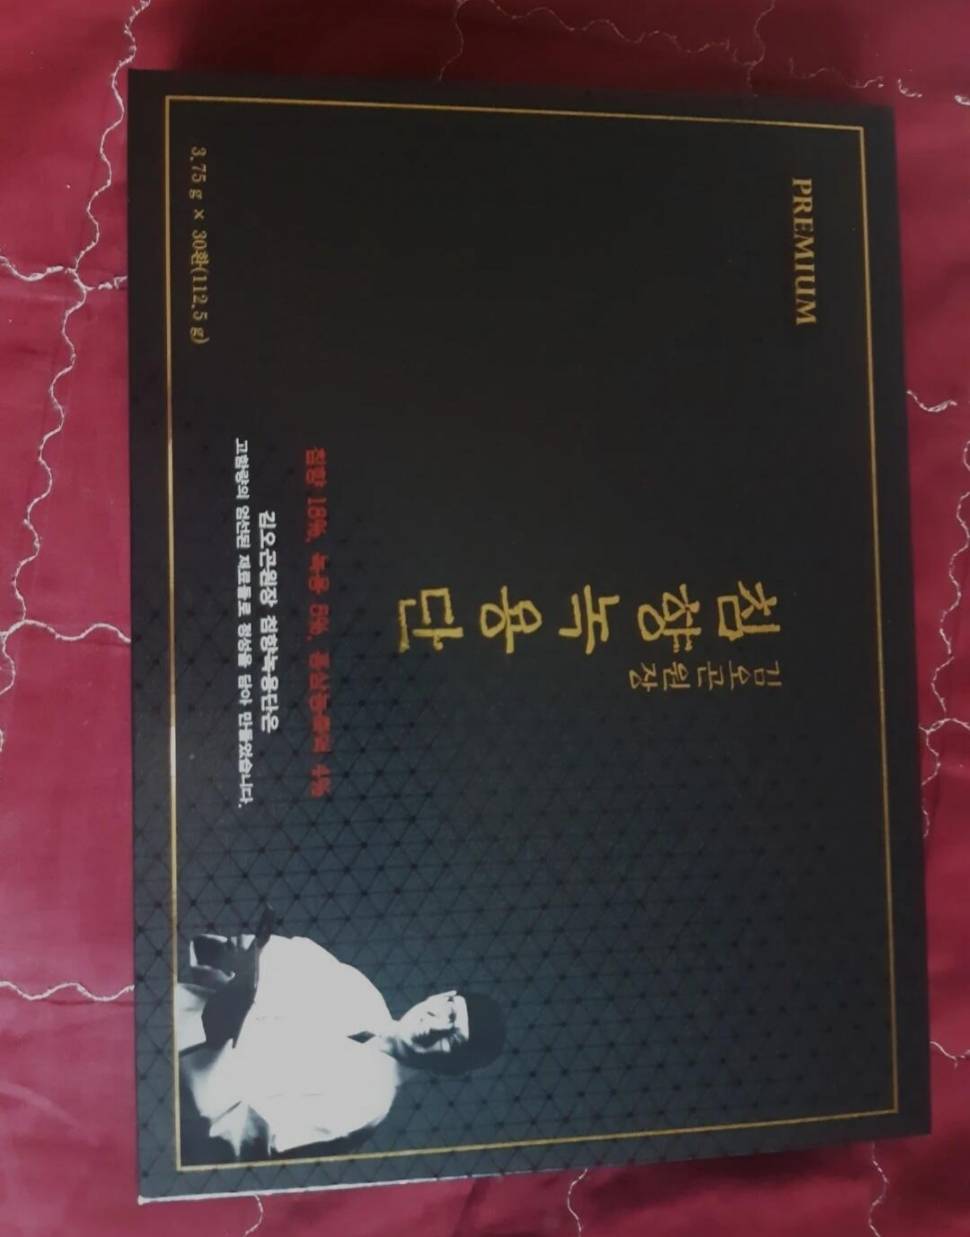 PREMIUM
김오곤원장
침향녹용단
침향 18%, 녹용 5%, 홍삼농축액 4%
김오곤원장 침향녹용단은
고함량의 엄선된 재료들로 정성을 담아 만들었습니다.
3.75 g × 30환(112.5 g)